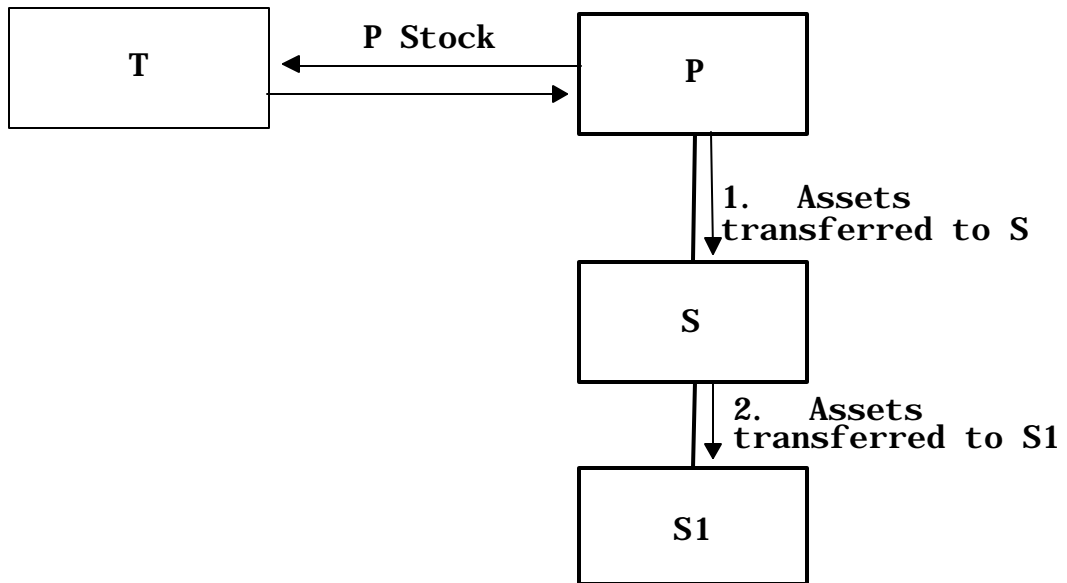 T
P Stock
P
1. Assets
transferred to S
S
2. Assets
transferred to S1
S1